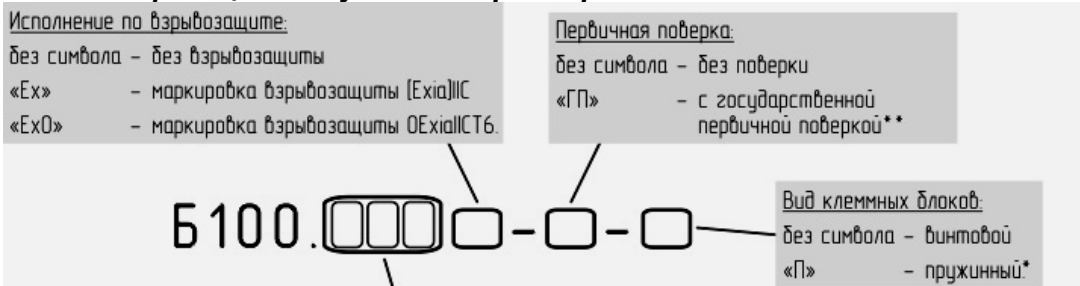 Исполнение по взрывозащите:
без символа – без взрывозащиты
«Ex» – маркировка взрывозащиты [Exia]IIC
«Ex0» – маркировка взрывозащиты 0ExiaIICT6.
Первичная поверка:
без символа – без поверки
«ГП» – с государственной
первичной поверкой**
Б100. – –
Вид клеммных блоков:
без символа – винтовой
«П» – пружинный*